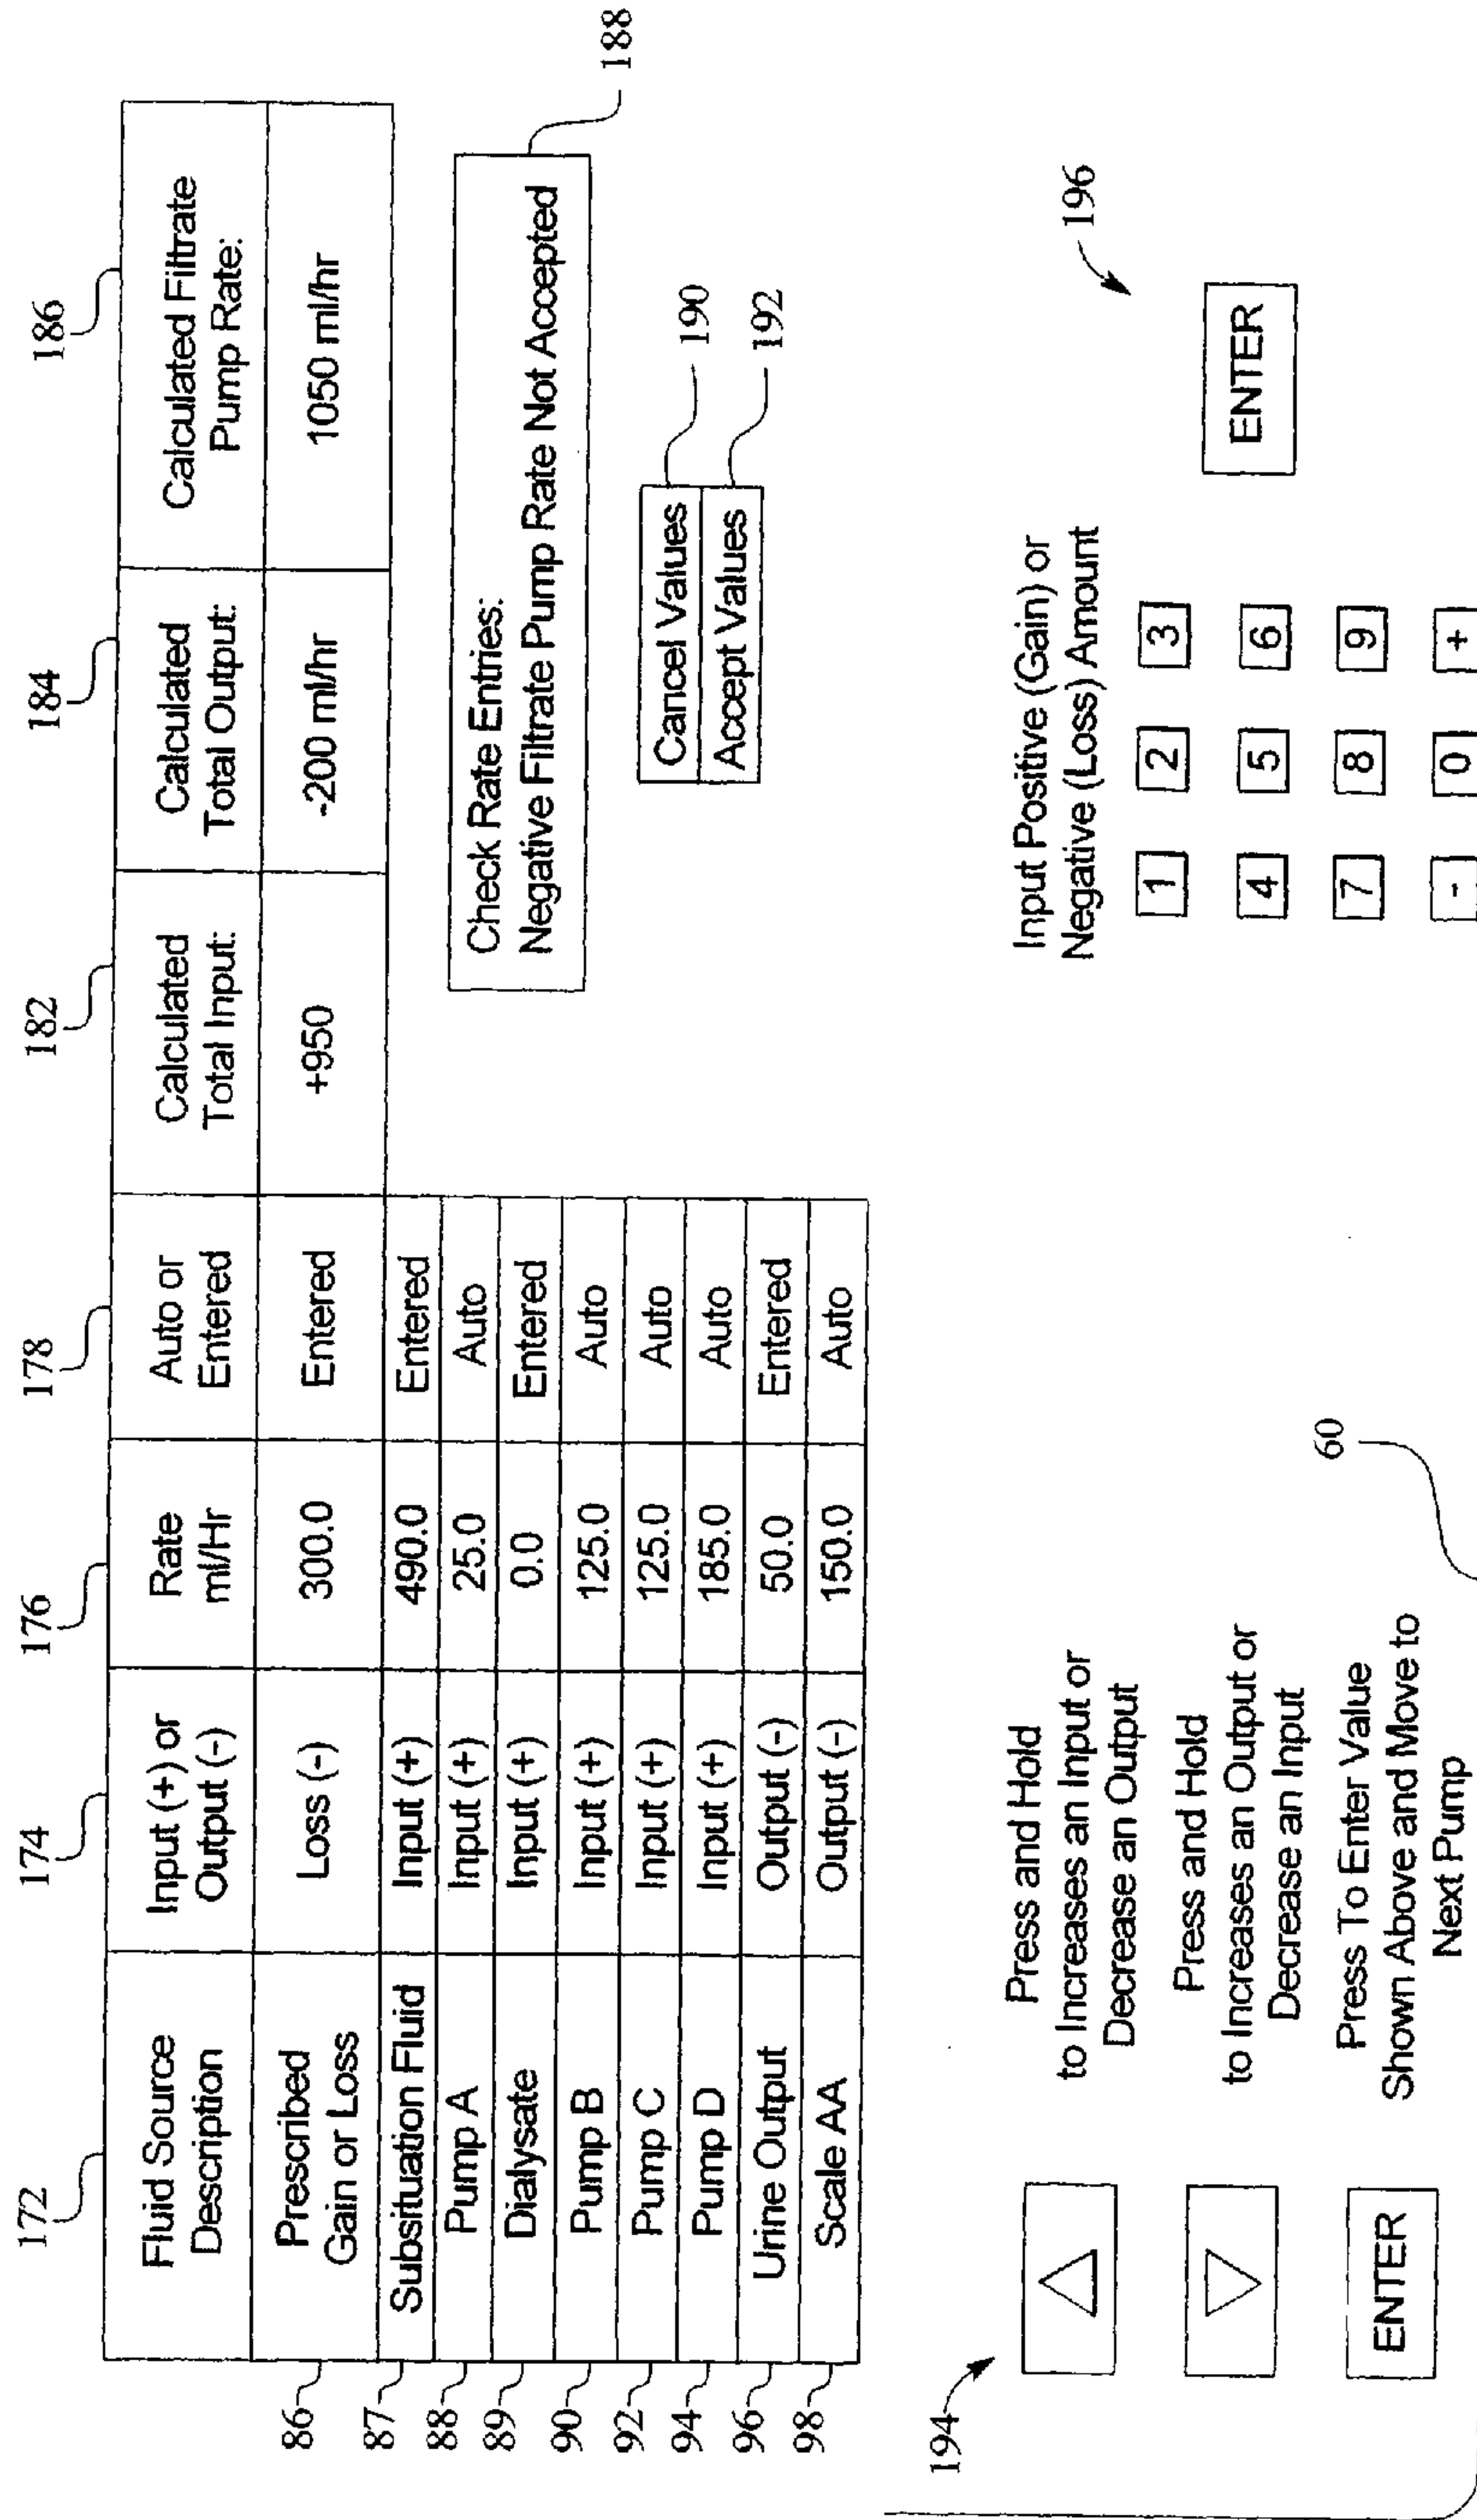 172
174
176
178
182
184
186
Fluid Source Description
Input (+) or Output (-)
Rate ml/Hr
Auto or Entered
Calculated Total Input:
Calculated Total Output:
Calculated Filtrate Pump Rate:
86
Prescribed Gain or Loss
Loss (-)
300.0
Entered
+950
-200 ml/hr
1050 ml/hr
87
Subsituation Fluid
Input (+)
490.0
Entered
88
Pump A
Input (+)
25.0
Auto
89
Dialysate
Input (+)
0.0
Entered
90
Pump B
Input (+)
125.0
Auto
92
Pump C
Input (+)
125.0
Auto
94
Pump D
Input (+)
185.0
Auto
96
Urine Output
Output (-)
50.0
Entered
98
Scale AA
Output (-)
150.0
Auto
Check Rate Entries:
Negative Filtrate Pump Rate Not Accepted
188
Cancel Values
190
Accept Values
192
194
Press and Hold
to Increases an Input or
Decrease an Output
Press and Hold
to Increases an Output or
Decrease an Input
ENTER
Press To Enter Value
Shown Above and Move to
Next Pump
60
Input Positive (Gain) or
Negative (Loss) Amount
1 2 3
4 5 6
7 8 9
- 0 +
ENTER
196